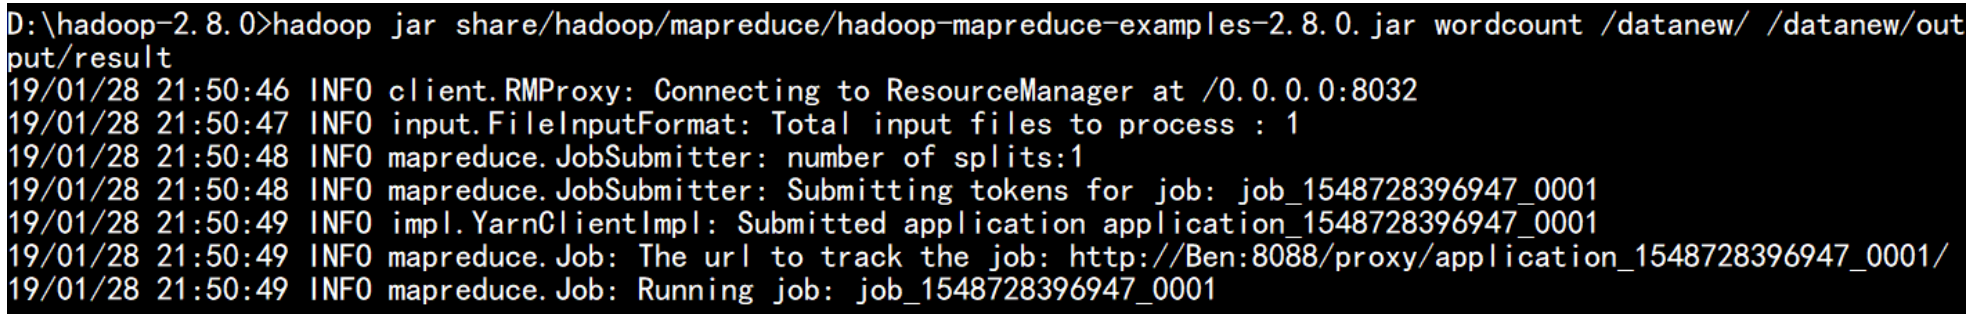 D:\hadoop-2.8.0>hadoop jar share/hadoop/mapreduce/hadoop-mapreduce-examples-2.8.0.jar wordcount /datanew/ /datanew/out
put/result
19/01/28 21:50:46 INFO client.RMProxy: Connecting to ResourceManager at /0.0.0.0:8032
19/01/28 21:50:47 INFO input.FileInputFormat: Total input files to process : 1
19/01/28 21:50:48 INFO mapreduce.JobSubmitter: number of splits:1
19/01/28 21:50:48 INFO mapreduce.JobSubmitter: Submitting tokens for job: job_1548728396947_0001
19/01/28 21:50:49 INFO impl.YarnClientImpl: Submitted application application_1548728396947_0001
19/01/28 21:50:49 INFO mapreduce.Job: The url to track the job: http://Ben:8088/proxy/application_1548728396947_0001/
19/01/28 21:50:49 INFO mapreduce.Job: Running job: job_1548728396947_0001